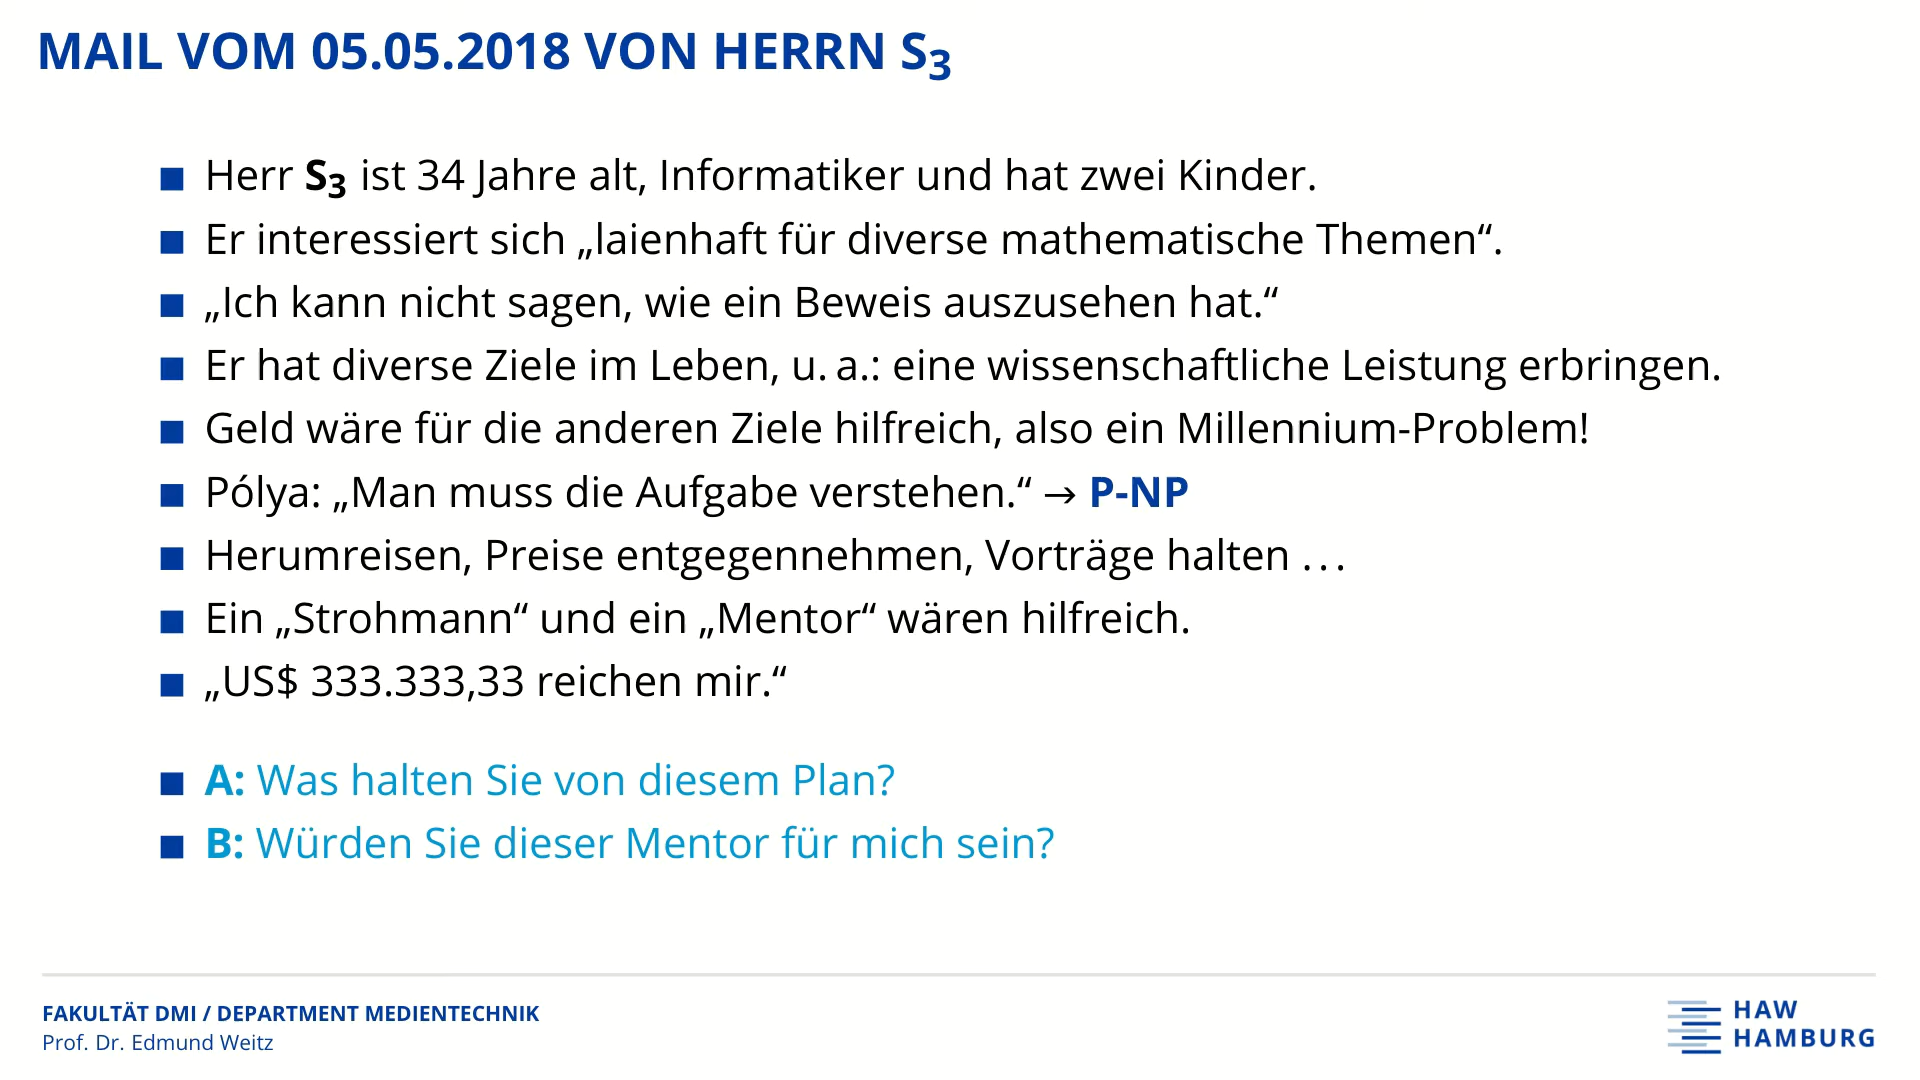 MAIL VOM 05.05.2018 VON HERRN S₃
■ Herr S₃ ist 34 Jahre alt, Informatiker und hat zwei Kinder.
■ Er interessiert sich „laienhaft für diverse mathematische Themen“.
■ „Ich kann nicht sagen, wie ein Beweis auszusehen hat.“
■ Er hat diverse Ziele im Leben, u. a.: eine wissenschaftliche Leistung erbringen.
■ Geld wäre für die anderen Ziele hilfreich, also ein Millennium-Problem!
■ Pólya: „Man muss die Aufgabe verstehen.“ → P-NP
■ Herumreisen, Preise entgegennehmen, Vorträge halten ...
■ Ein „Strohmann“ und ein „Mentor“ wären hilfreich.
■ „US$ 333.333,33 reichen mir.“
■ A: Was halten Sie von diesem Plan?
■ B: Würden Sie dieser Mentor für mich sein?
FAKULTÄT DMI / DEPARTMENT MEDIENTECHNIK
Prof. Dr. Edmund Weitz
HAW
HAMBURG